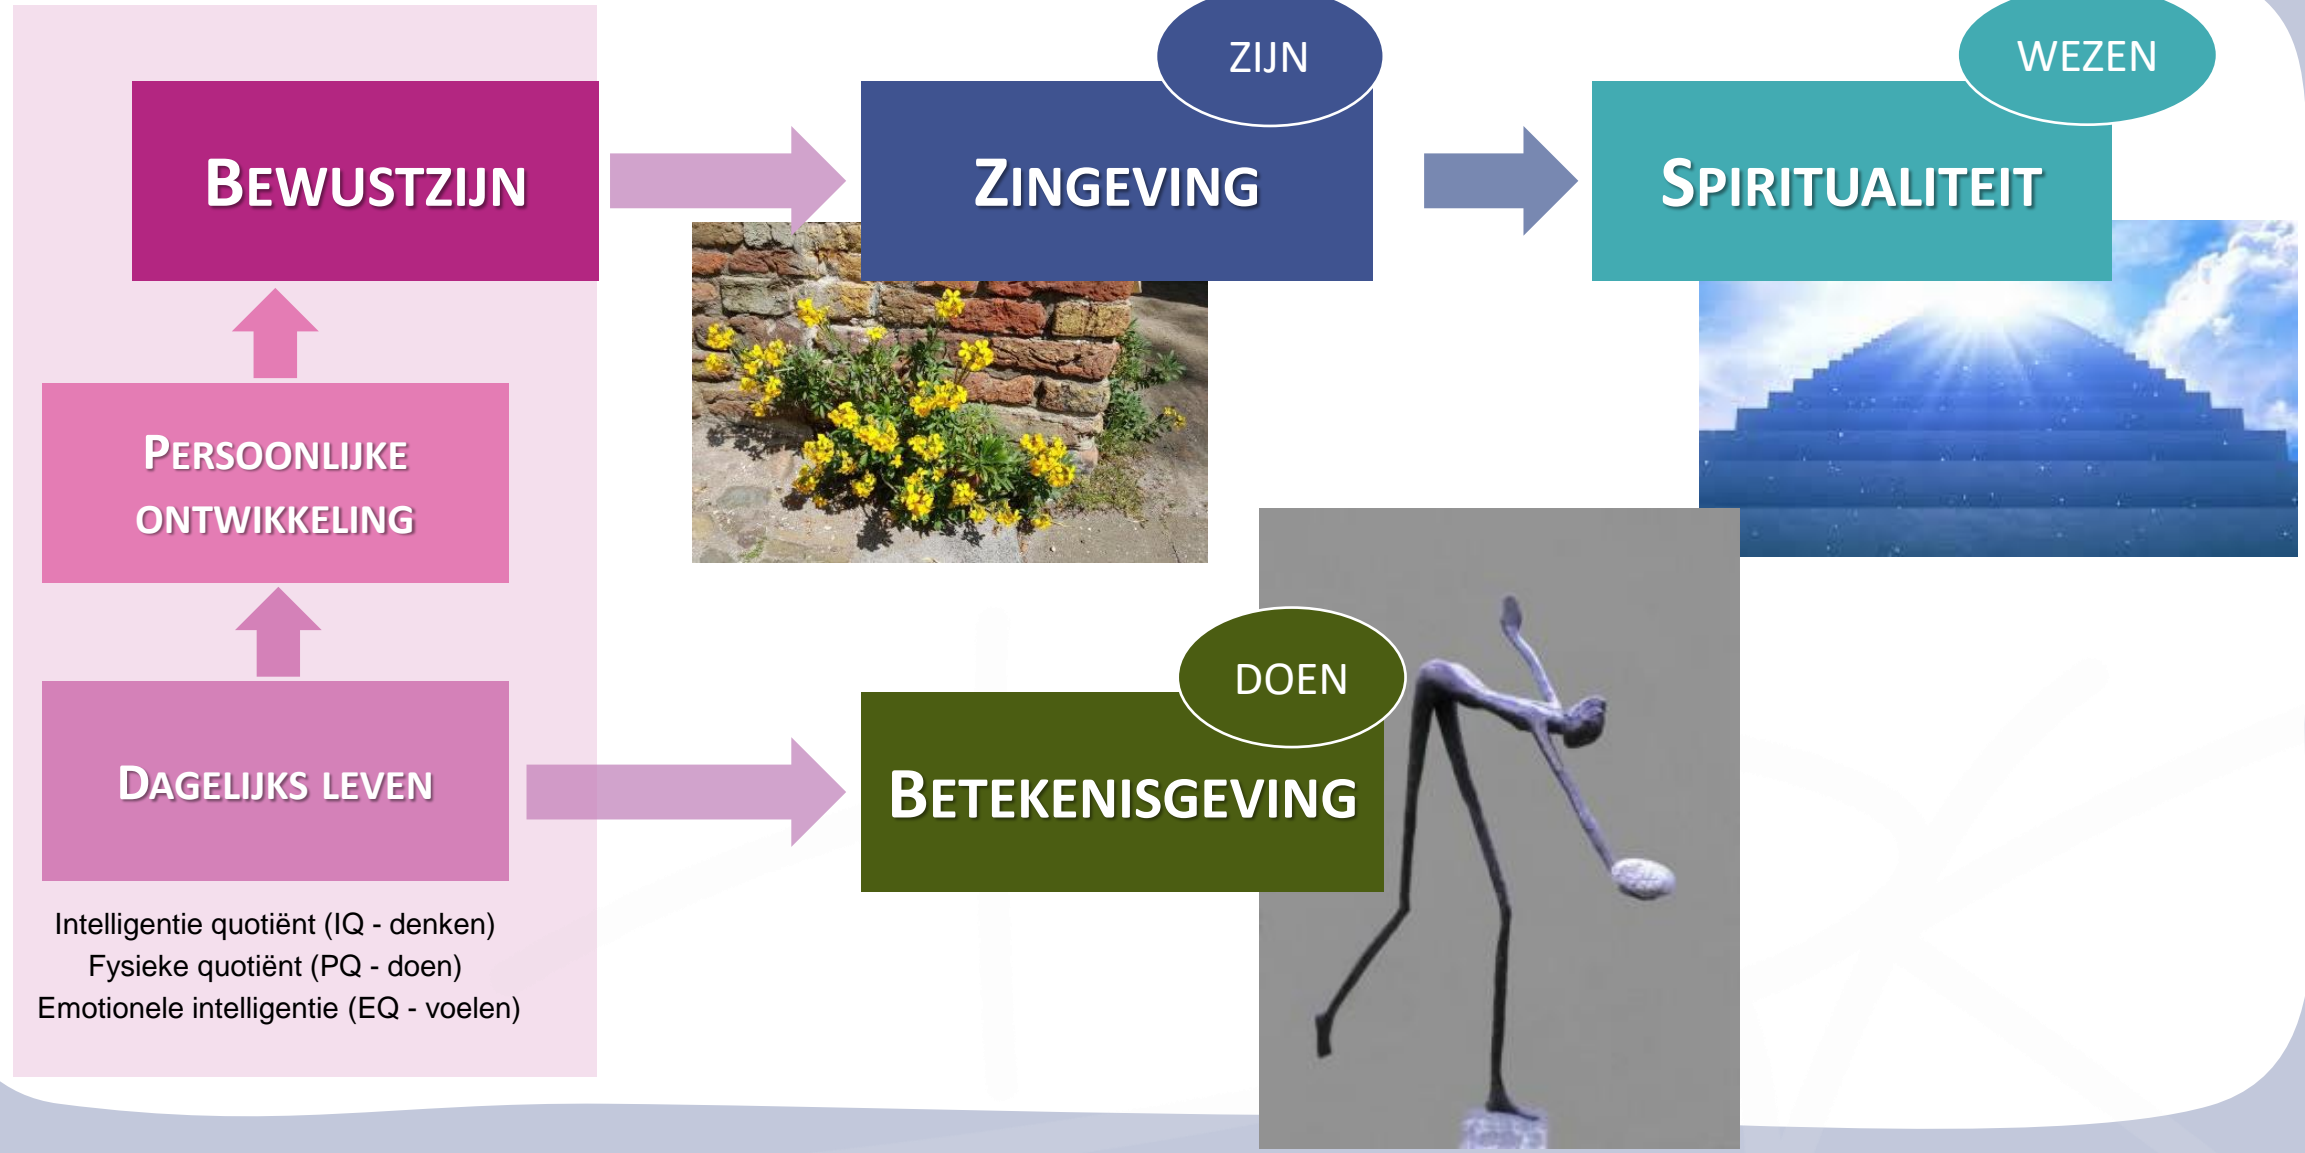 ZIJN
WEZEN
BEWUSTZIJN
ZINGEVING
SPIRITUALITEIT
PERSOONLIJKE
ONTWIKKELING
DOEN
DAGELIJKS LEVEN
BETEKENISGEVING
Intelligentie quotiënt (IQ - denken)
Fysieke quotiënt (PQ - doen)
Emotionele intelligentie (EQ - voelen)